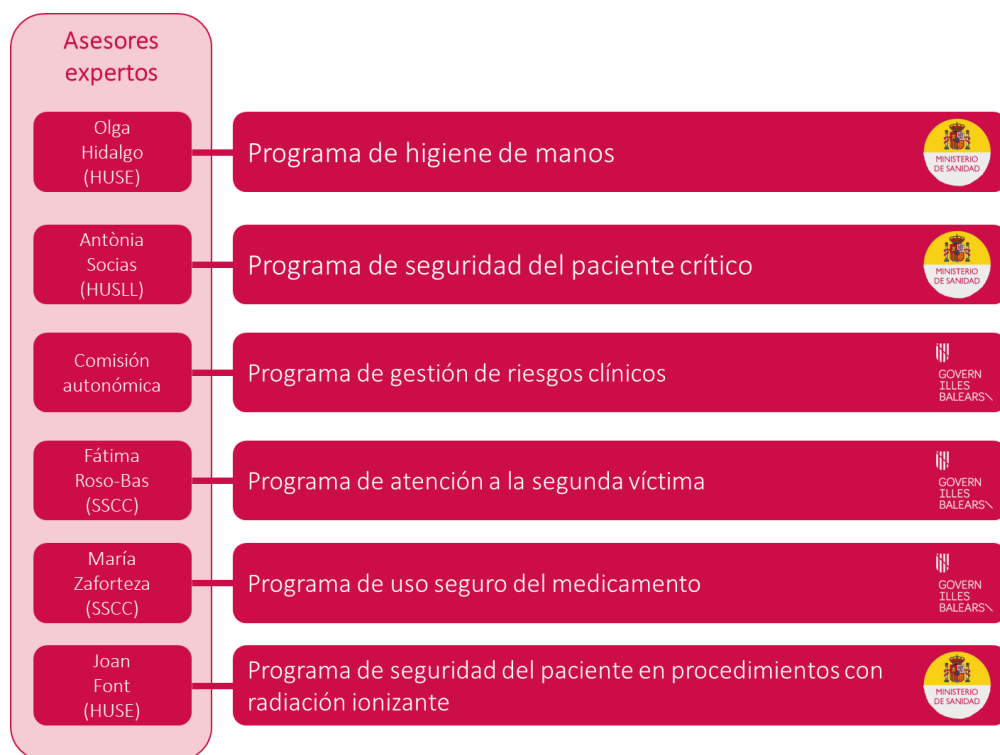 Asesores
expertos
Olga
Hidalgo
(HUSE)
Programa de higiene de manos
MINISTERIO
DE SANIDAD
Antònia
Socias
(HUSLL)
Programa de seguridad del paciente crítico
MINISTERIO
DE SANIDAD
Comisión
autonómica
Programa de gestión de riesgos clínicos
GOVERN
ILLES
BALEARS
Fátima
Roso-Bas
(SSCC)
Programa de atención a la segunda víctima
GOVERN
ILLES
BALEARS
María
Zaforteza
(SSCC)
Programa de uso seguro del medicamento
GOVERN
ILLES
BALEARS
Joan
Font
(HUSE)
Programa de seguridad del paciente en procedimientos con
radiación ionizante
MINISTERIO
DE SANIDAD